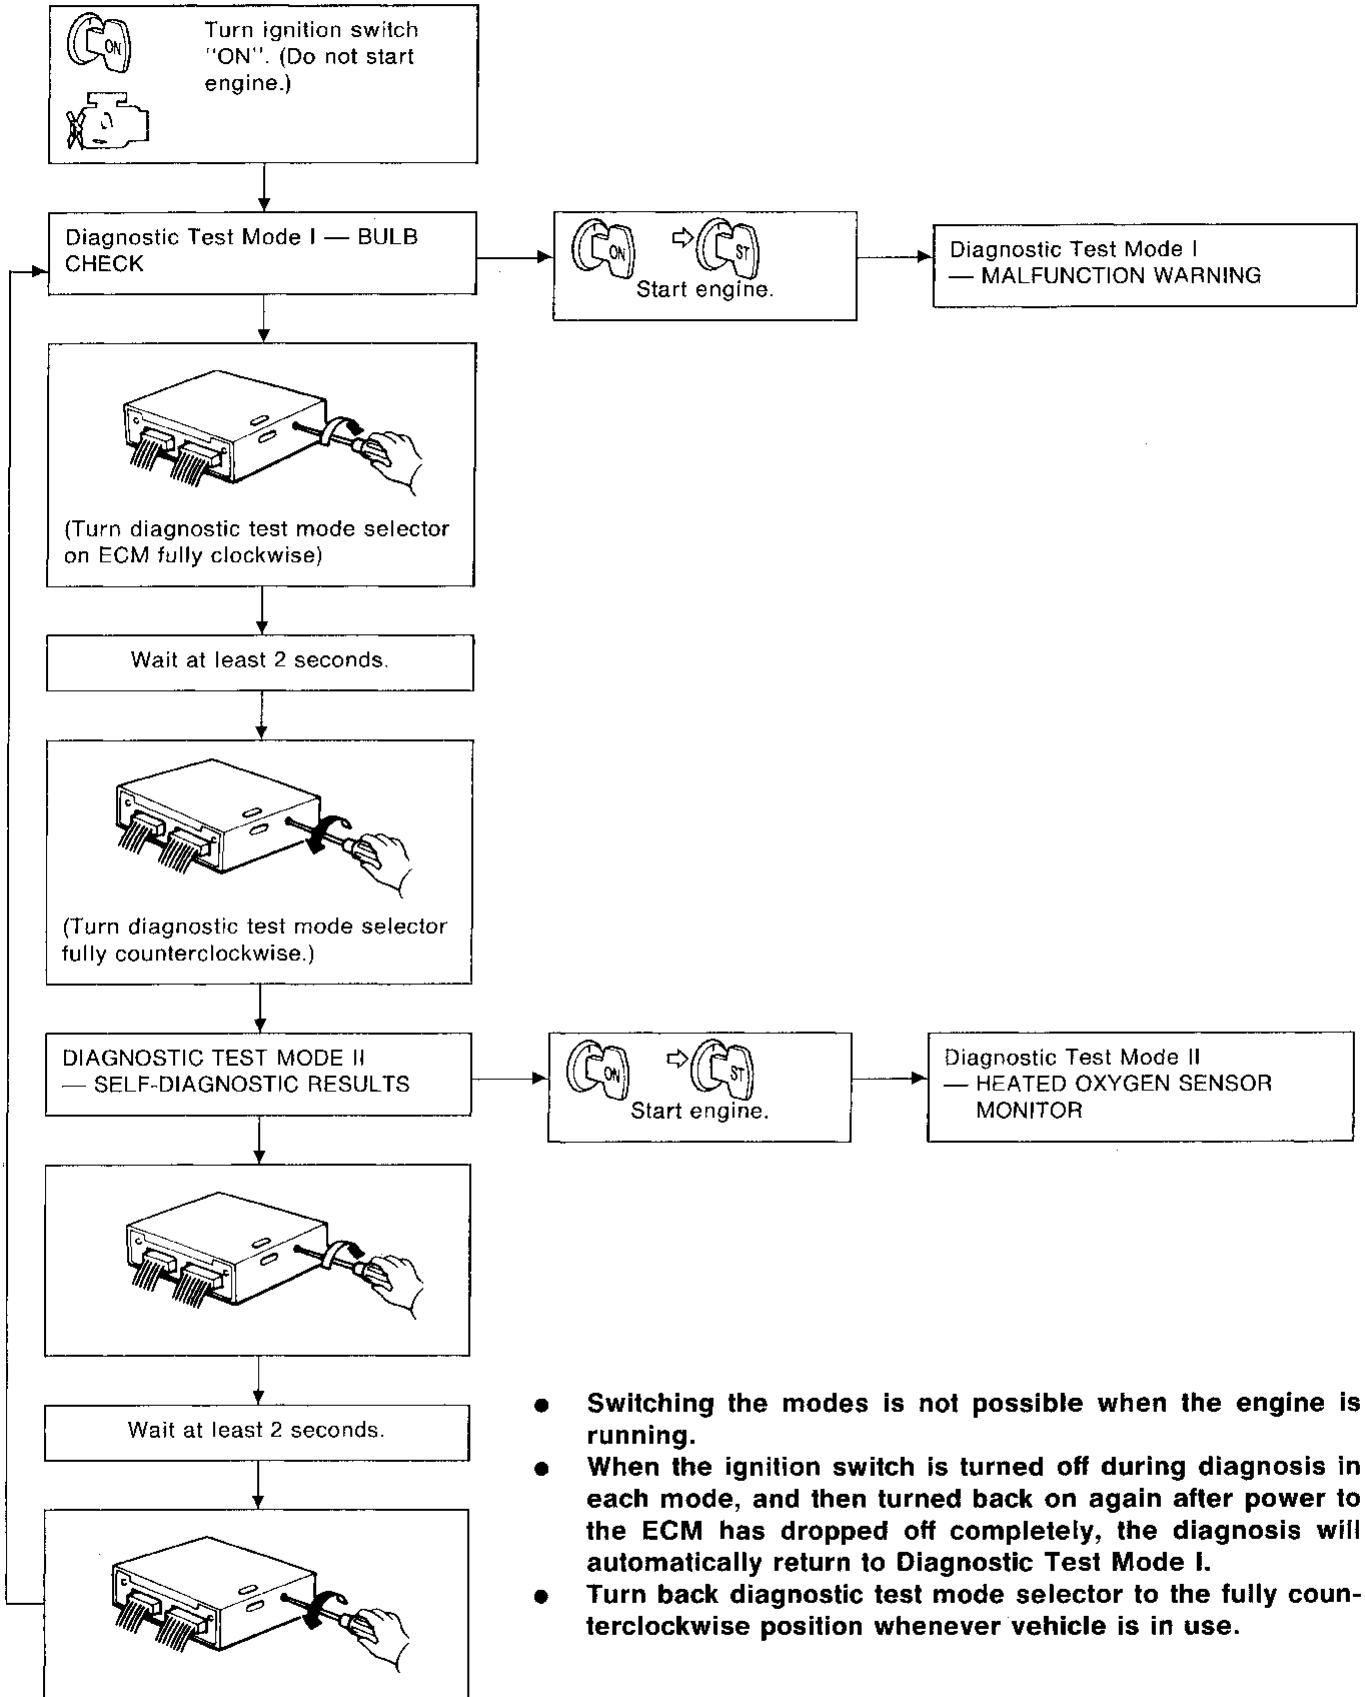 Turn ignition switch
"ON". (Do not start
engine.)
ON
Diagnostic Test Mode I — BULB
CHECK
ON
ST
Start engine.
Diagnostic Test Mode I
— MALFUNCTION WARNING
(Turn diagnostic test mode selector
on ECM fully clockwise)
Wait at least 2 seconds.
(Turn diagnostic test mode selector
fully counterclockwise.)
DIAGNOSTIC TEST MODE II
— SELF-DIAGNOSTIC RESULTS
ON
ST
Start engine.
Diagnostic Test Mode II
— HEATED OXYGEN SENSOR
MONITOR
Wait at least 2 seconds.
● Switching the modes is not possible when the engine is
running.
● When the ignition switch is turned off during diagnosis in
each mode, and then turned back on again after power to
the ECM has dropped off completely, the diagnosis will
automatically return to Diagnostic Test Mode I.
● Turn back diagnostic test mode selector to the fully coun-
terclockwise position whenever vehicle is in use.